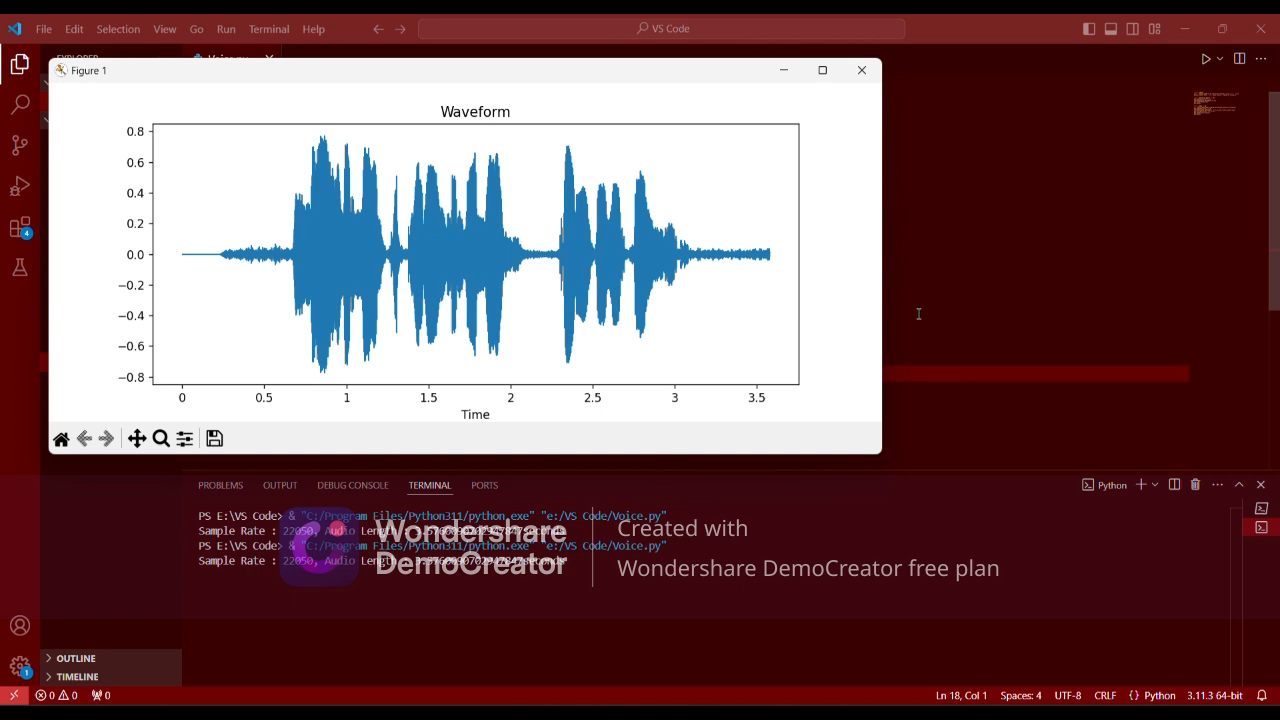 File Edit Selection View Go Run Terminal Help
VS Code
Figure 1
Waveform
0.8
0.6
0.4
0.2
0.0
−0.2
−0.4
−0.6
−0.8
0 0.5 1 1.5 2 2.5 3 3.5
Time
4
PROBLEMS OUTPUT DEBUG CONSOLE TERMINAL PORTS
Python
PS E:\VS Code> & "C:/Program Files/Python311/python.exe" "e:/VS Code/Voice.py"
Sample Rate : 22050, Audio Length
PS E:\VS Code> & "C:/Program Files/Python311/python.exe" "e:/VS Code/Voice.py"
Sample Rate : 22050, Audio Length
Wondershare
DemoCreator
Created with
Wondershare DemoCreator free plan
OUTLINE
TIMELINE
1
0 0 0
Ln 18, Col 1 Spaces: 4 UTF-8 CRLF {} Python 3.11.3 64-bit